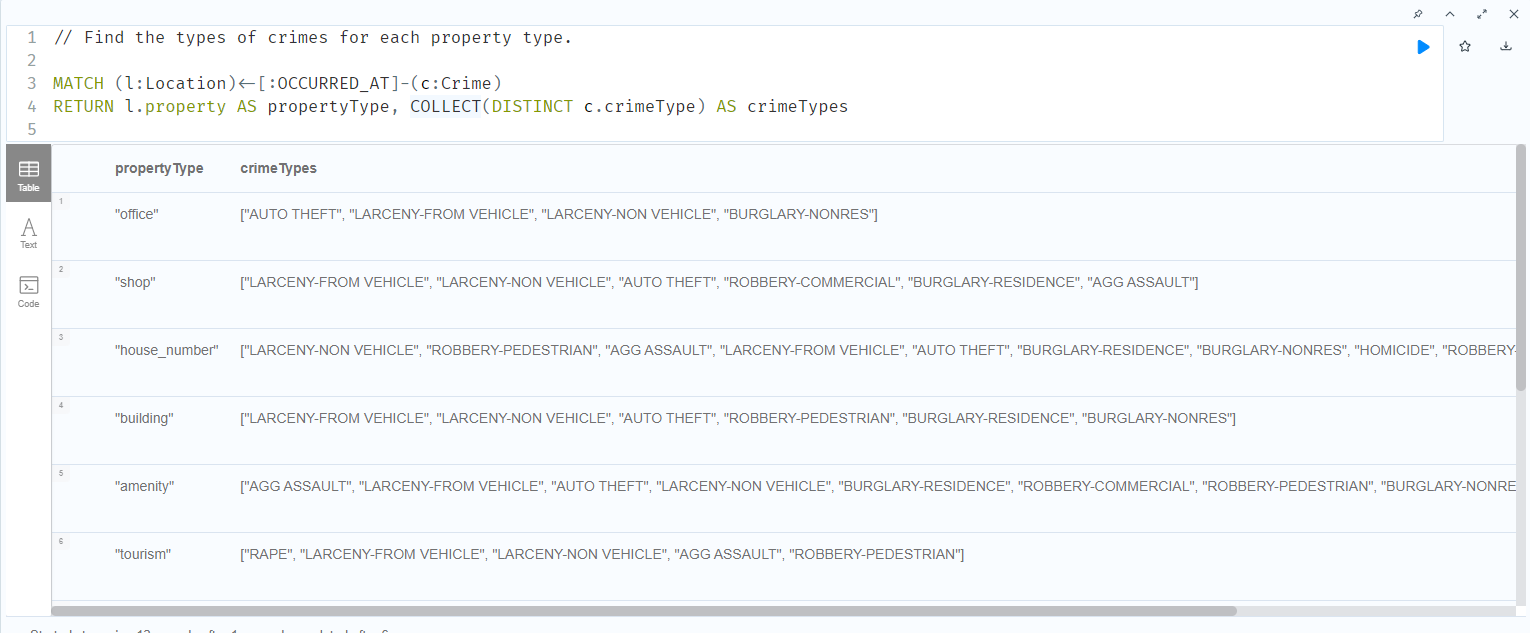 1 // Find the types of crimes for each property type.
2
3 MATCH (l:Location)<-[:OCCURRED_AT]-(c:Crime)
4 RETURN l.property AS propertyType, COLLECT(DISTINCT c.crimeType) AS crimeTypes
5
Table
Text
Code
propertyType crimeTypes
1 "office" ["AUTO THEFT", "LARCENY-FROM VEHICLE", "LARCENY-NON VEHICLE", "BURGLARY-NONRES"]
2 "shop" ["LARCENY-FROM VEHICLE", "LARCENY-NON VEHICLE", "AUTO THEFT", "ROBBERY-COMMERCIAL", "BURGLARY-RESIDENCE", "AGG ASSAULT"]
3 "house_number" ["LARCENY-NON VEHICLE", "ROBBERY-PEDESTRIAN", "AGG ASSAULT", "LARCENY-FROM VEHICLE", "AUTO THEFT", "BURGLARY-RESIDENCE", "BURGLARY-NONRES", "HOMICIDE", "ROBBERY-
4 "building" ["LARCENY-FROM VEHICLE", "LARCENY-NON VEHICLE", "AUTO THEFT", "ROBBERY-PEDESTRIAN", "BURGLARY-RESIDENCE", "BURGLARY-NONRES"]
5 "amenity" ["AGG ASSAULT", "LARCENY-FROM VEHICLE", "AUTO THEFT", "LARCENY-NON VEHICLE", "BURGLARY-RESIDENCE", "ROBBERY-COMMERCIAL", "ROBBERY-PEDESTRIAN", "BURGLARY-NONRE
6 "tourism" ["RAPE", "LARCENY-FROM VEHICLE", "LARCENY-NON VEHICLE", "AGG ASSAULT", "ROBBERY-PEDESTRIAN"]